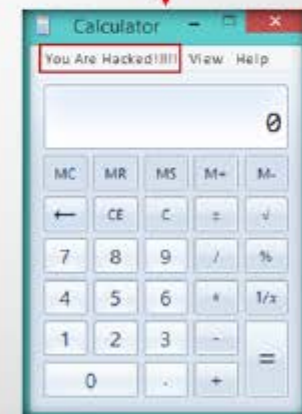 Calculator
You Are Hacked!!!!! View Help
0
MC MR MS M+ M-
← CE C ± √
7 8 9 / %
4 5 6 * 1/x
1 2 3 - =
0 . +